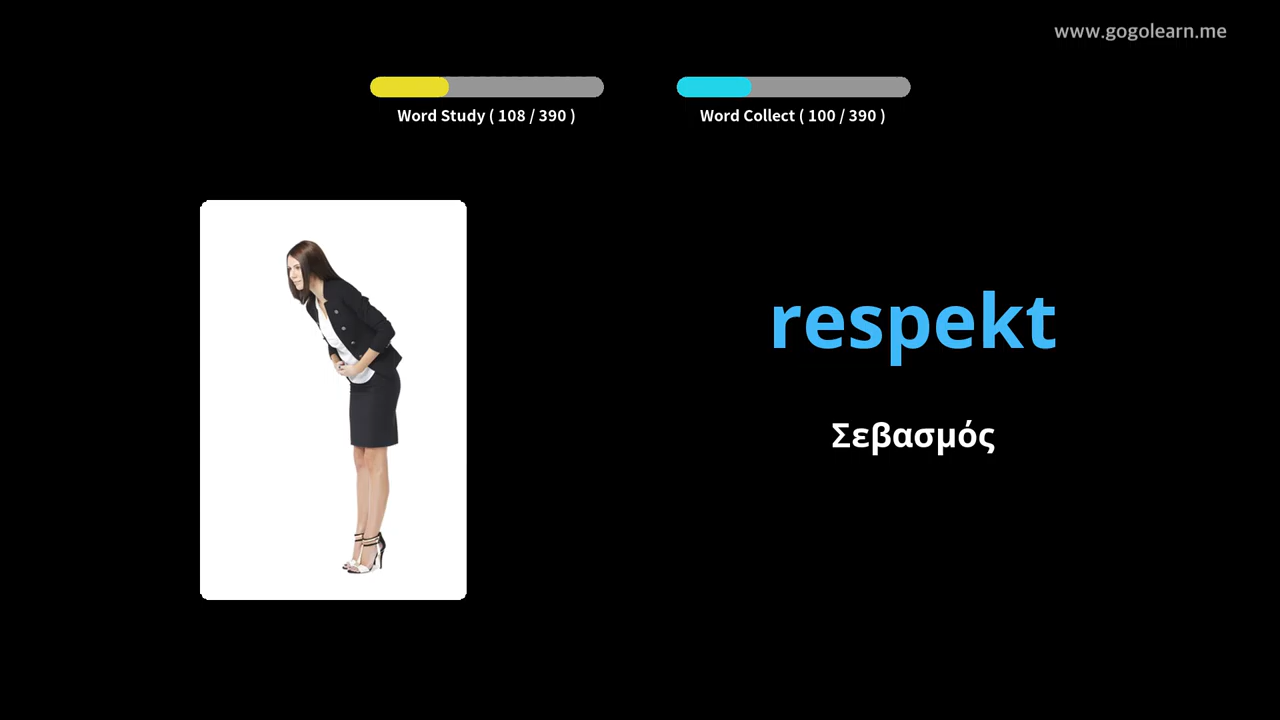 www.gogolearn.me
Word Study ( 108 / 390 )
Word Collect ( 100 / 390 )
respekt
Σεβασμός